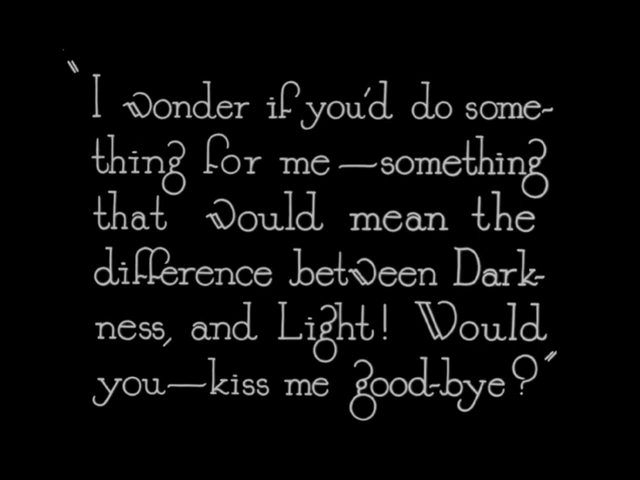 "I wonder if you'd do some-
thing for me—something
that would mean the
difference between Dark-
ness, and Light! Would
you—kiss me good-bye?"